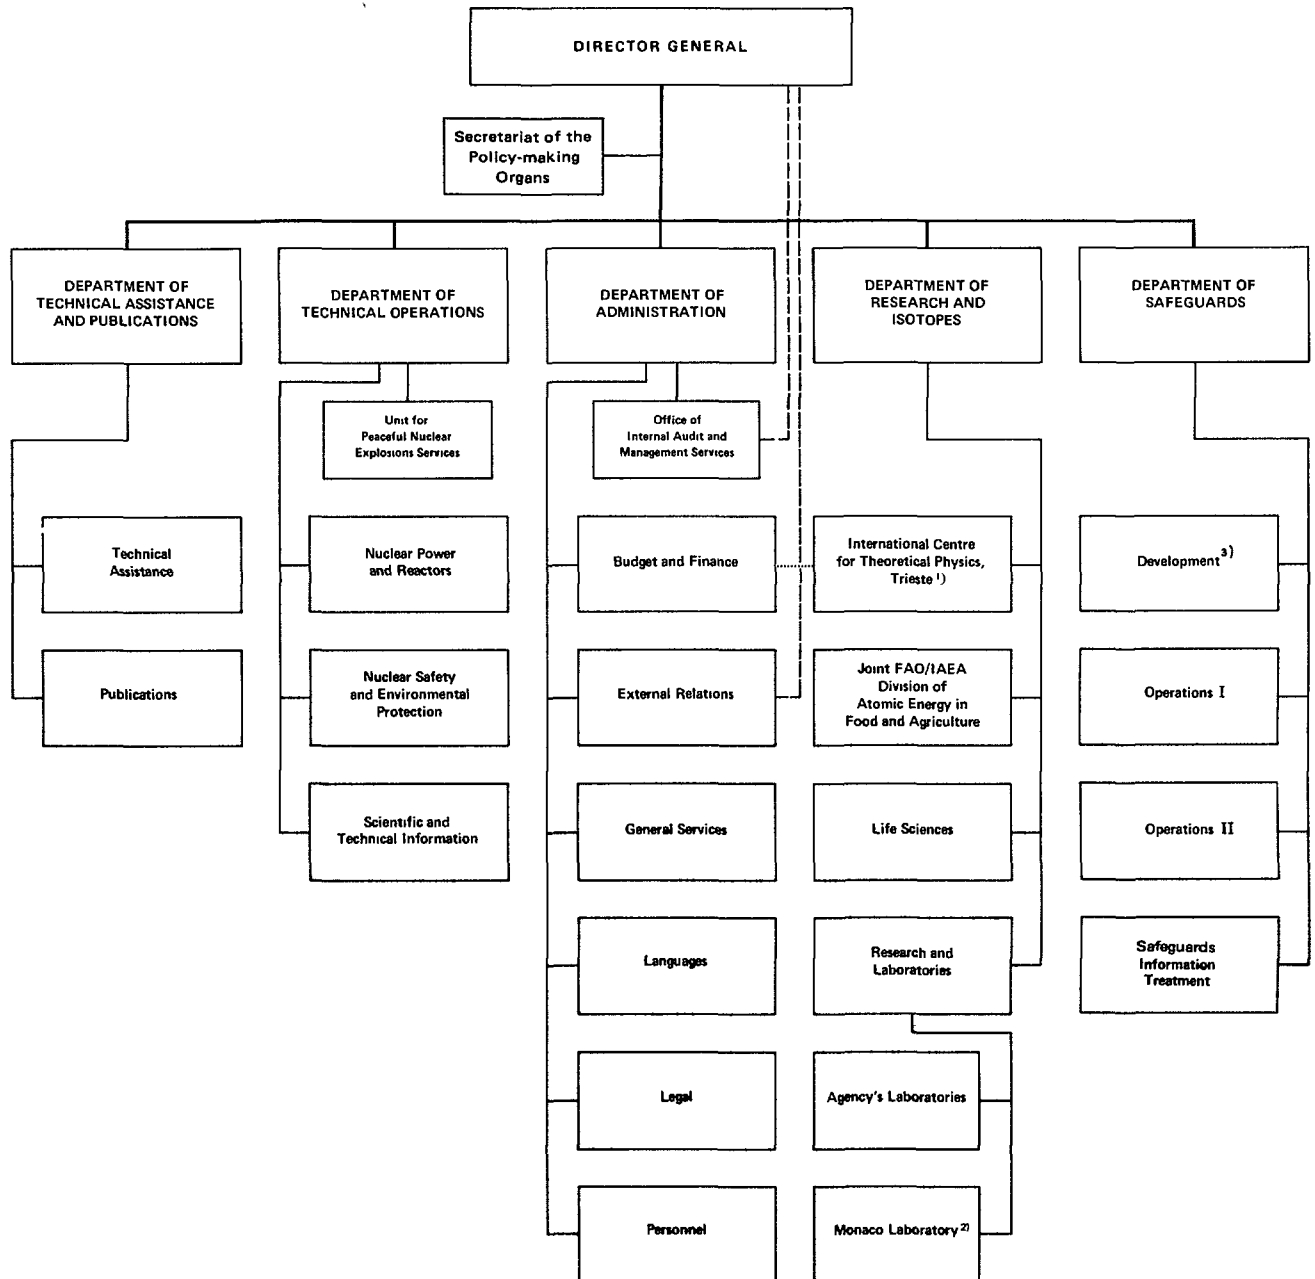 DIRECTOR GENERAL
Secretariat of the
Policy-making
Organs
DEPARTMENT OF
TECHNICAL ASSISTANCE
AND PUBLICATIONS
DEPARTMENT OF
TECHNICAL OPERATIONS
DEPARTMENT OF
ADMINISTRATION
DEPARTMENT OF
RESEARCH AND
ISOTOPES
DEPARTMENT OF
SAFEGUARDS
Unit for
Peaceful Nuclear
Explosions Services
Office of
Internal Audit and
Management Services
Technical
Assistance
Nuclear Power
and Reactors
Budget and Finance
International Centre
for Theoretical Physics,
Trieste 1)
Development 3)
Publications
Nuclear Safety
and Environmental
Protection
External Relations
Joint FAO/IAEA
Division of
Atomic Energy in
Food and Agriculture
Operations I
Scientific and
Technical Information
General Services
Life Sciences
Operations II
Languages
Research and
Laboratories
Safeguards
Information
Treatment
Legal
Agency's Laboratories
Personnel
Monaco Laboratory 2)